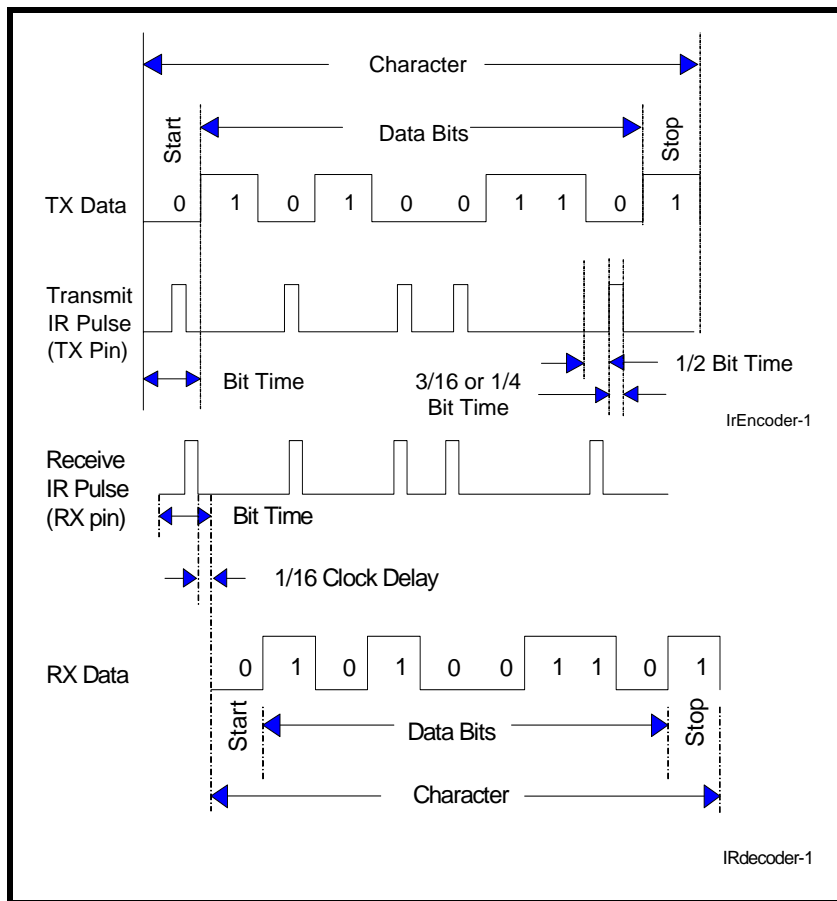 Character
Start
Data Bits
Stop
TX Data
0 1 0 1 0 0 1 1 0 1
Transmit
IR Pulse
(TX Pin)
Bit Time
1/2 Bit Time
3/16 or 1/4
Bit Time
IrEncoder-1
Receive
IR Pulse
(RX pin)
Bit Time
1/16 Clock Delay
RX Data
0 1 0 1 0 0 1 1 0 1
Start
Data Bits
Stop
Character
IRdecoder-1